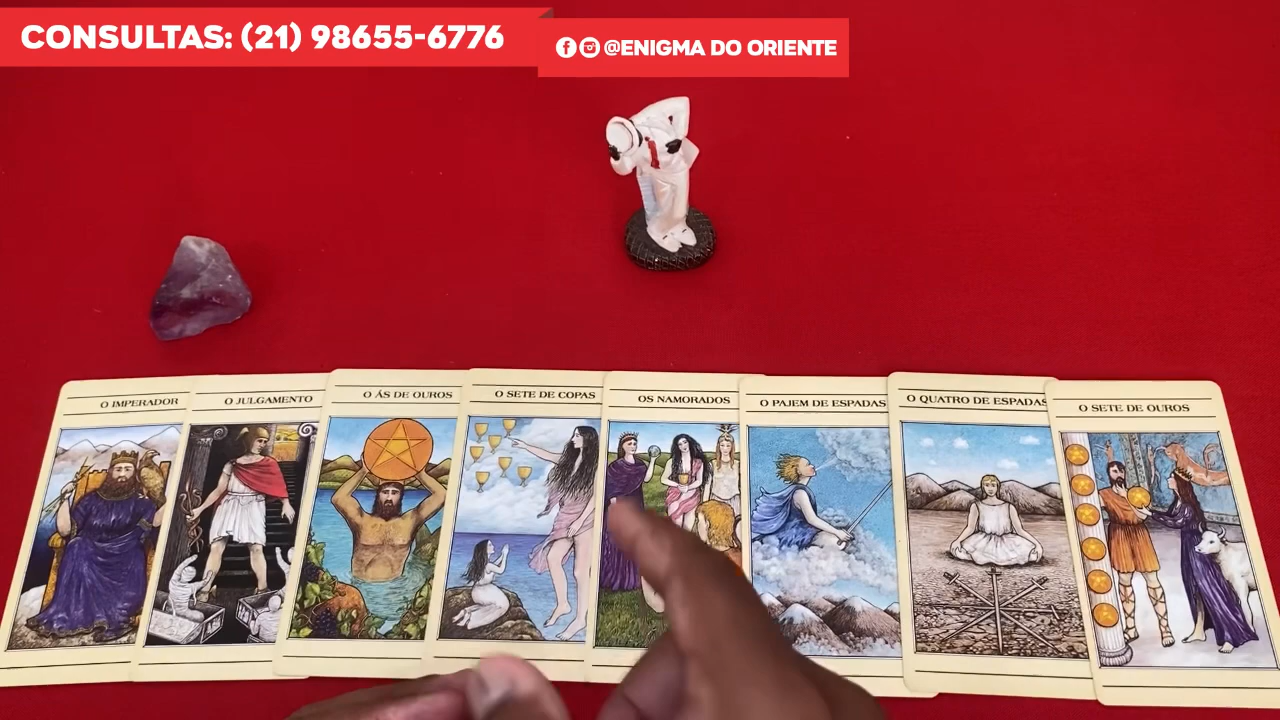 CONSULTAS: (21) 98655-6776
@ENIGMA DO ORIENTE
O IMPERADOR
O JULGAMENTO
O ÁS DE OUROS
O SETE DE COPAS
OS NAMORADOS
O PAJEM DE ESPADAS
O QUATRO DE ESPADAS
O SETE DE OUROS